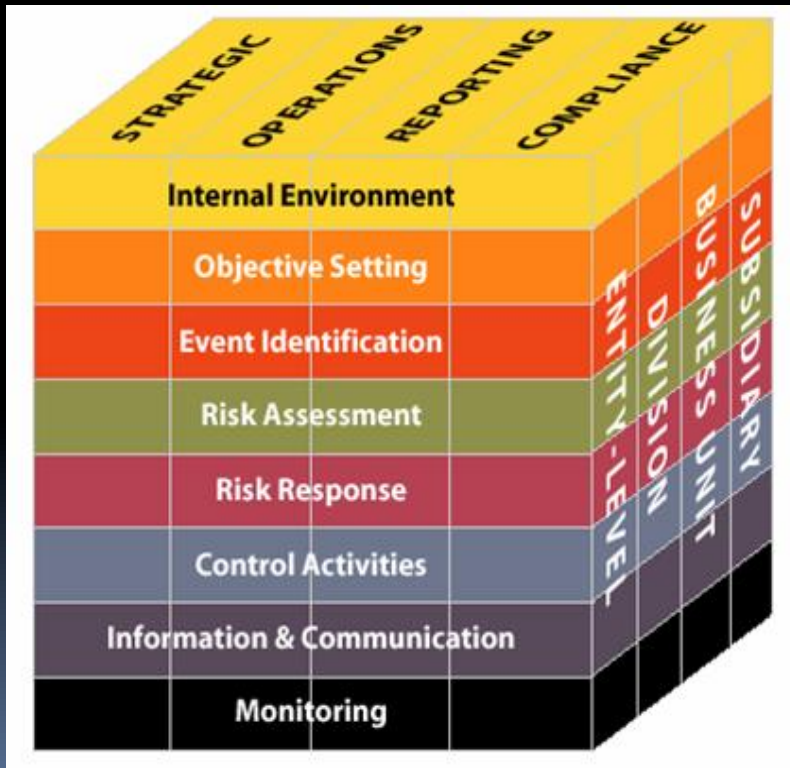 STRATEGIC
OPERATIONS
REPORTING
COMPLIANCE
Internal Environment
Objective Setting
Event Identification
Risk Assessment
Risk Response
Control Activities
Information & Communication
Monitoring
ENTITY-LEVEL
DIVISION
BUSINESS UNIT
SUBSIDIARY